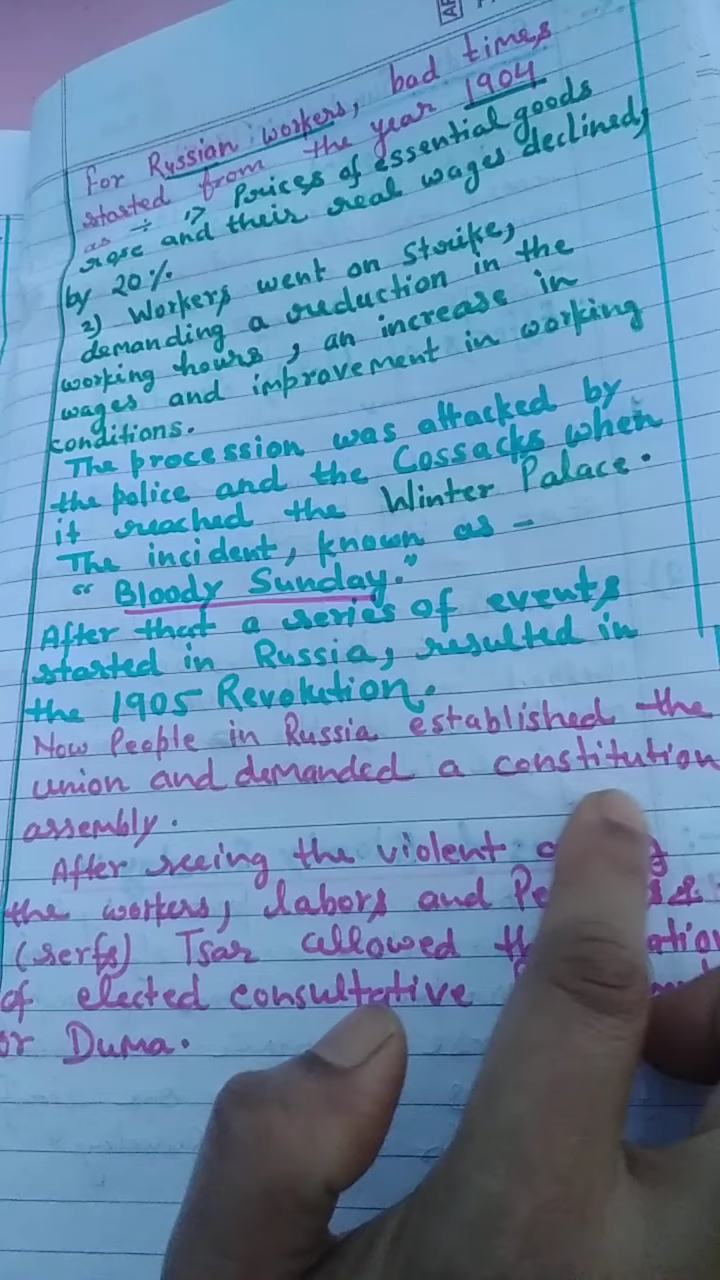 For Russian workers, bad times
started from the year 1904
as ÷ 1> Prices of essential goods
rose and their real wages declined,
by 20%.
2) Workers went on Strike,
demanding a reduction in the
working hours, an increase in
wages and improvement in working
conditions.
The procession was attacked by
the police and the Cossacks when
it reached the Winter Palace.
The incident, known as -
"Bloody Sunday."
After that a series of events
started in Russia, resulted in
the 1905 Revolution.
Now People in Russia established the
union and demanded a constitution
assembly.
After seeing the violent
the workers, labors and
(serfs) Tsar allowed
of elected consultative
or Duma.